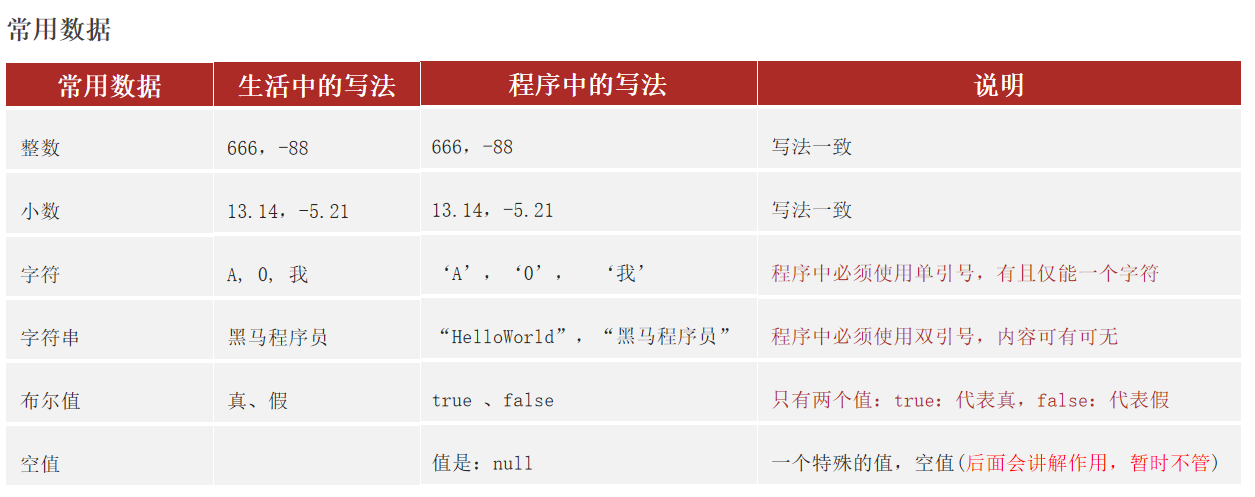 常用数据
常用数据 生活中的写法 程序中的写法 说明
整数 666，-88 666，-88 写法一致
小数 13.14，-5.21 13.14，-5.21 写法一致
字符 A, 0, 我 ‘A’，‘0’， ‘我’ 程序中必须使用单引号，有且仅能一个字符
字符串 黑马程序员 “HelloWorld”，“黑马程序员” 程序中必须使用双引号，内容可有可无
布尔值 真、假 true 、false 只有两个值：true：代表真，false：代表假
空值 值是：null 一个特殊的值，空值(后面会讲解作用，暂时不管)